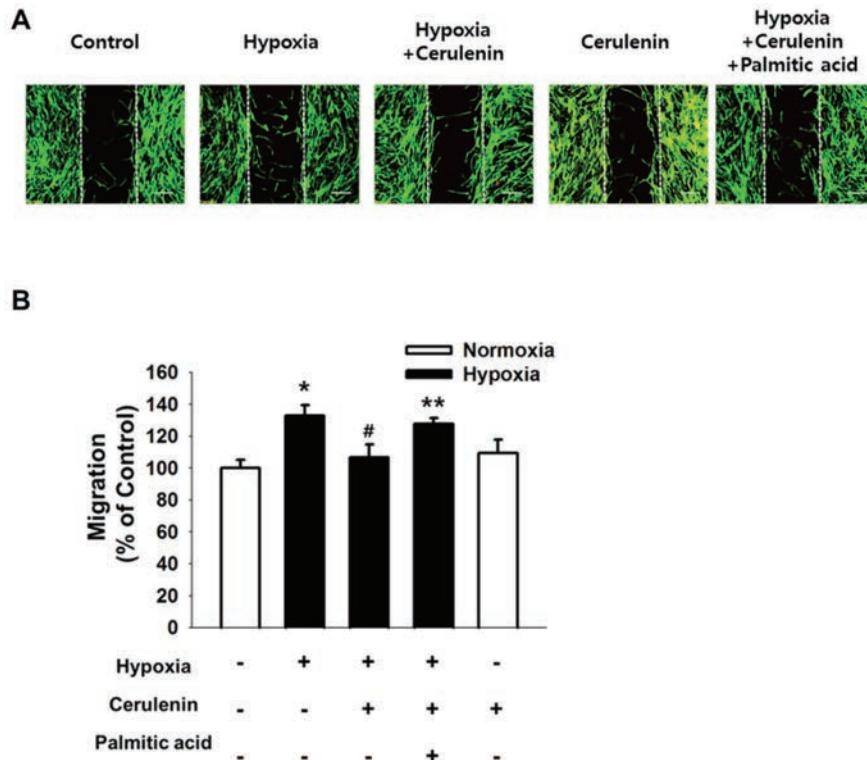 A
Control
Hypoxia
Hypoxia
+Cerulenin
Cerulenin
Hypoxia
+Cerulenin
+Palmitic acid
B
Normoxia
Hypoxia
Migration
(% of Control)
160
140
120
100
80
60
40
20
0
*
#
**
Hypoxia - + + + -
Cerulenin - - + + +
Palmitic acid - - - + -